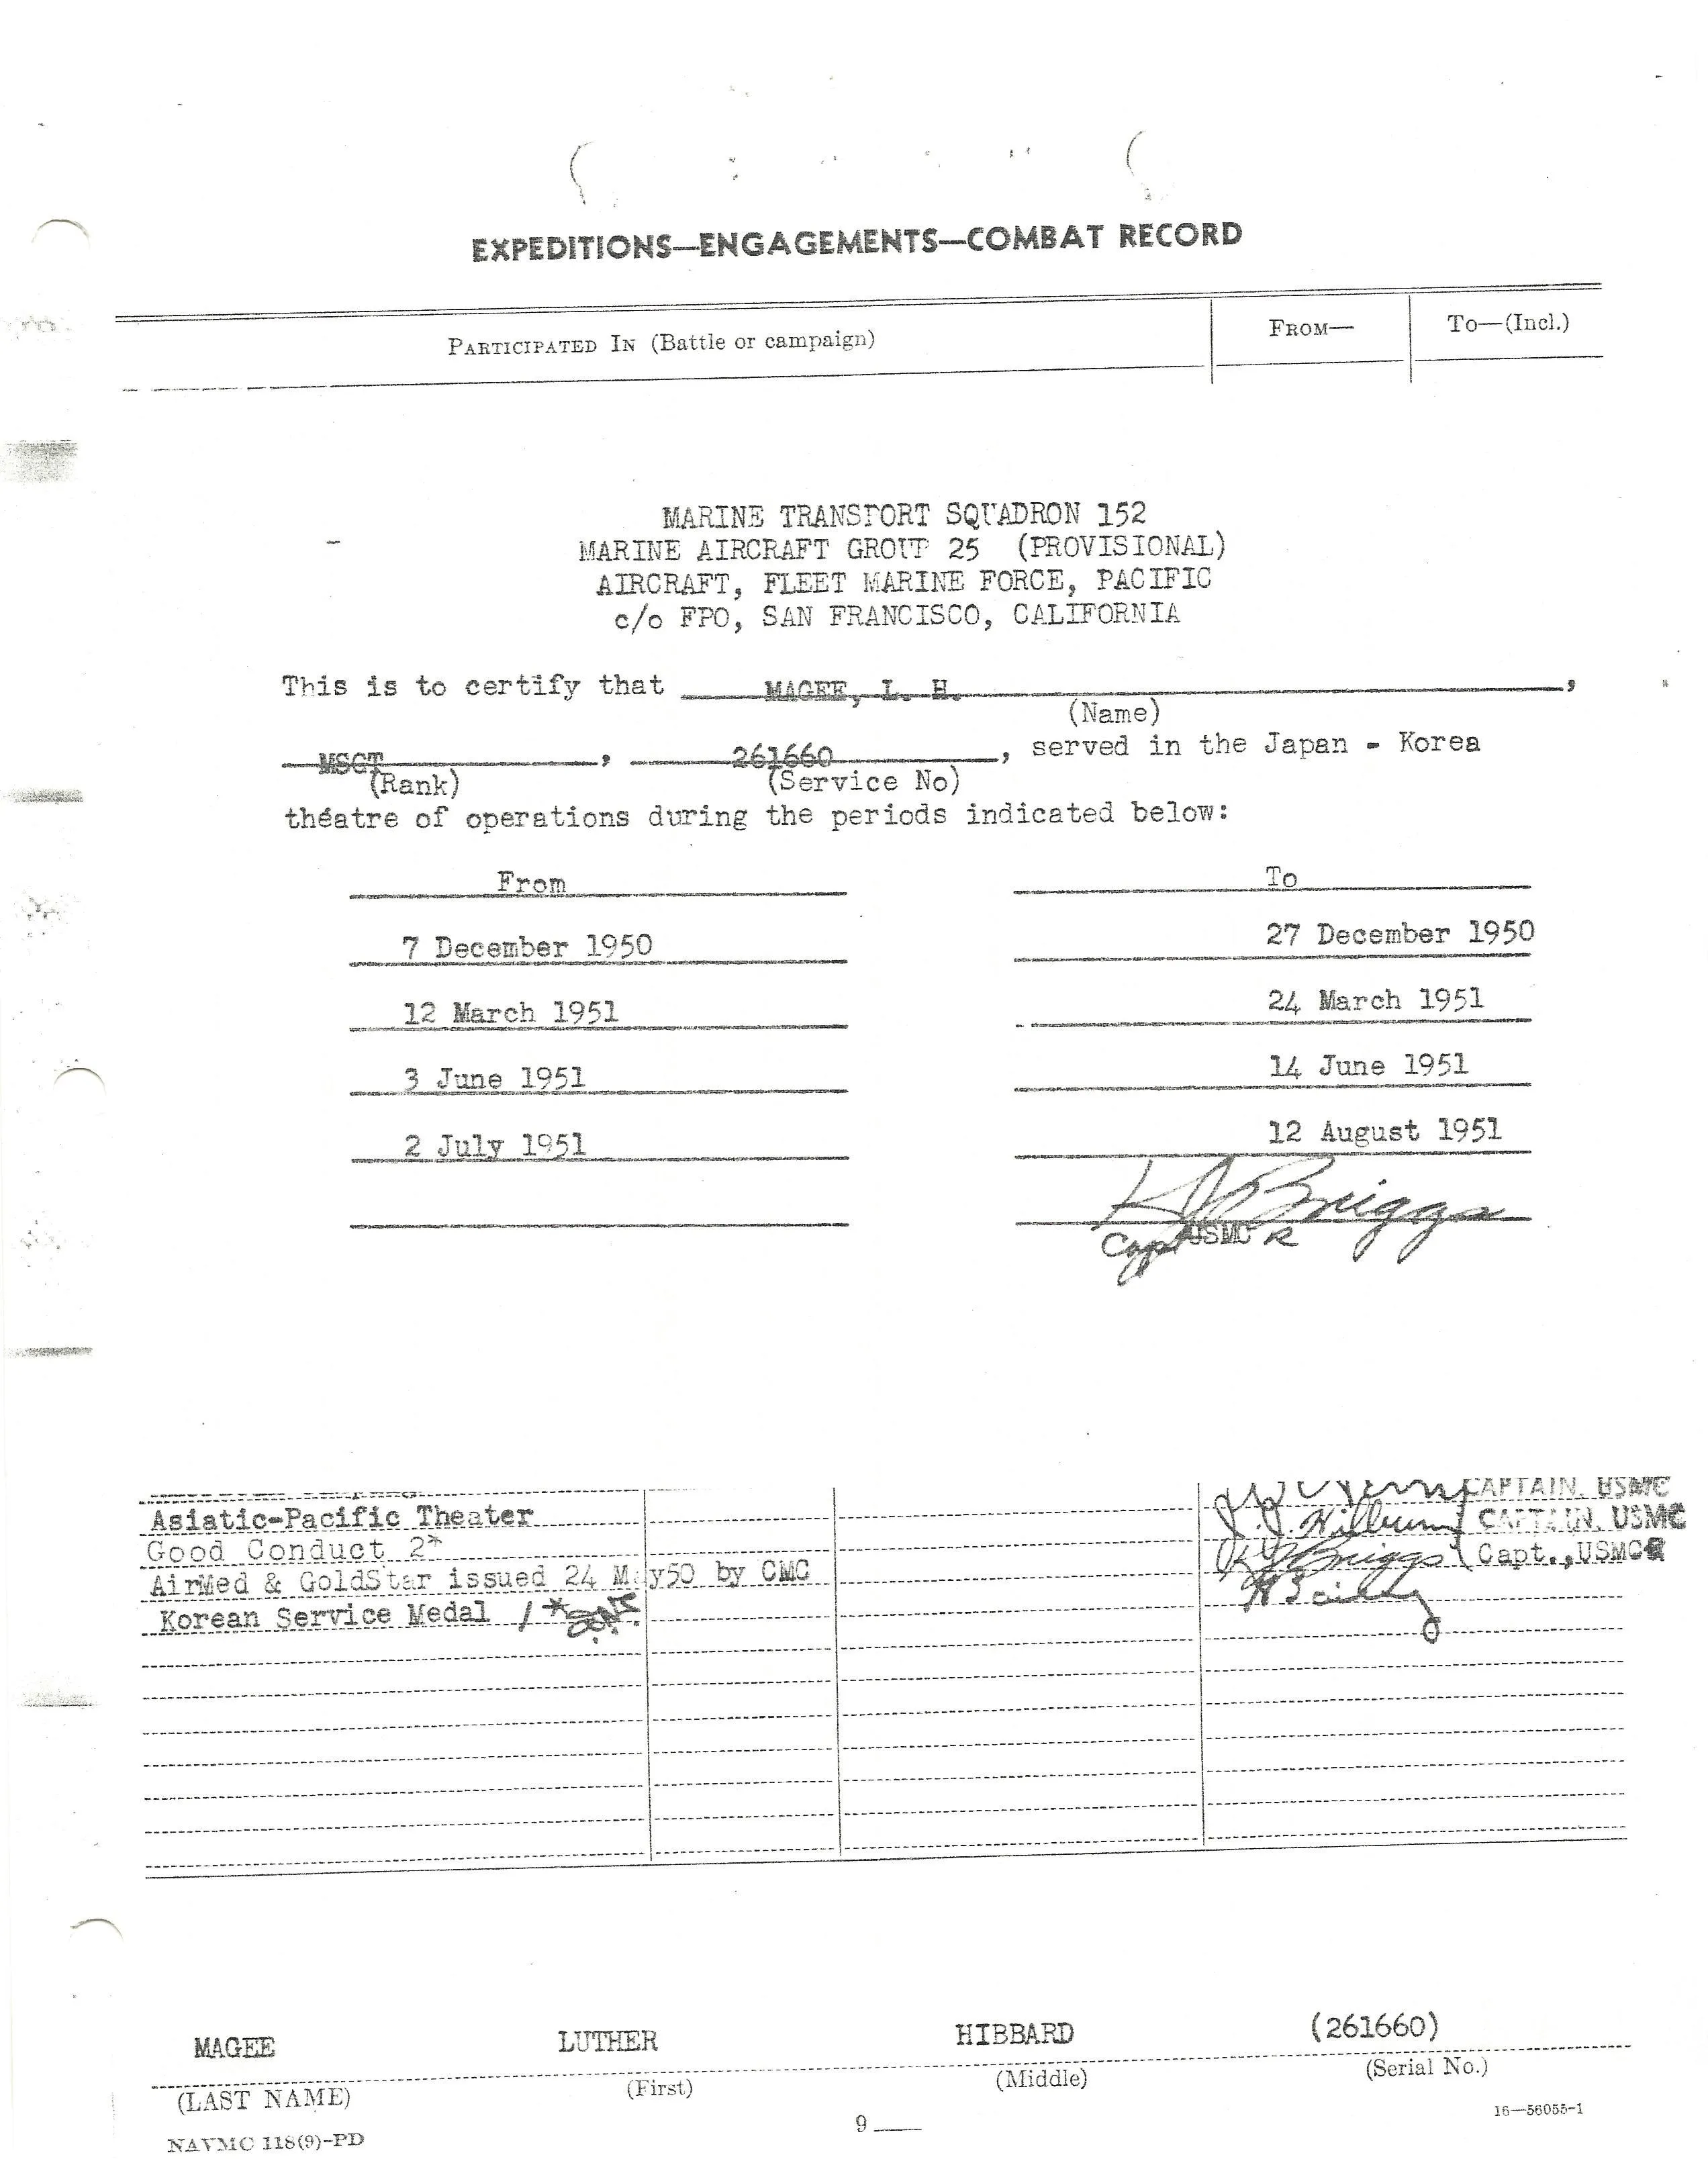 EXPEDITIONS—ENGAGEMENTS—COMBAT RECORD
PARTICIPATED IN (Battle or campaign) FROM— To—(Incl.)
MARINE TRANSPORT SQUADRON 152
MARINE AIRCRAFT GROUP 25 (PROVISIONAL)
AIRCRAFT, FLEET MARINE FORCE, PACIFIC
c/o FPO, SAN FRANCISCO, CALIFORNIA
This is to certify that MAGEE, L. H. ,
(Name)
MSGT , 261660 , served in the Japan - Korea
(Rank) (Service No)
theatre of operations during the periods indicated below:
From To
7 December 1950 27 December 1950
12 March 1951 24 March 1951
3 June 1951 14 June 1951
2 July 1951 12 August 1951
K J Briggs
Capt USMC R
CAPTAIN, USMC
Asiatic-Pacific Theater J. J. Hilburn CAPTAIN, USMC
Good Conduct 2* K J Briggs Capt., USMCR
AirMed & GoldStar issued 24 May50 by CMC
Korean Service Medal 1 *
MAGEE LUTHER HIBBARD (261660)
(LAST NAME) (First) (Middle) (Serial No.)
NAVMC 118(9)-PD 9 16—56055-1